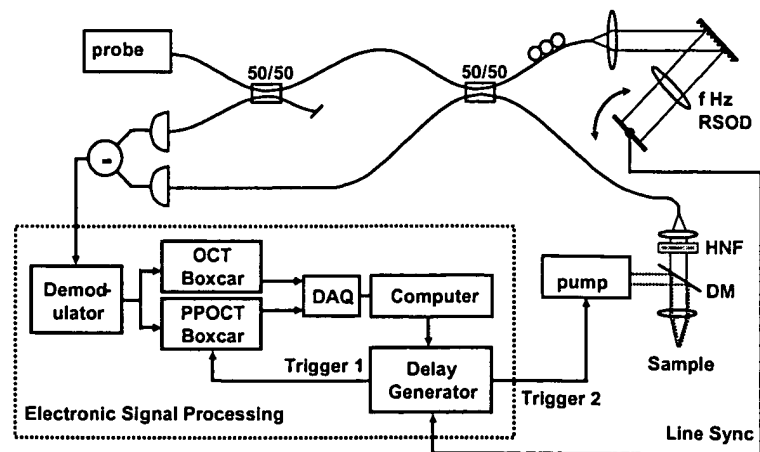 probe
50/50
50/50
f Hz
RSOD
-
OCT
Boxcar
PPOCT
Boxcar
Demod-
ulator
DAQ
Computer
pump
HNF
DM
Sample
Trigger 1
Delay
Generator
Trigger 2
Electronic Signal Processing
Line Sync